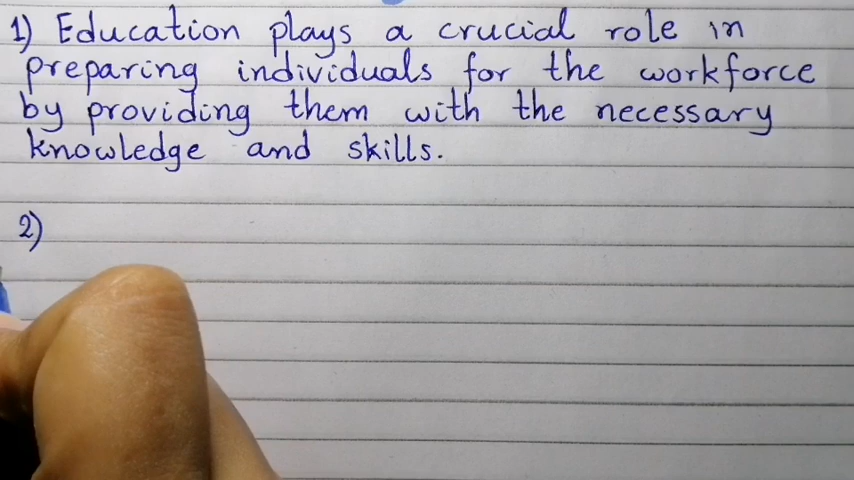 1) Education plays a crucial role in
preparing individuals for the workforce
by providing them with the necessary
knowledge and skills.
2)